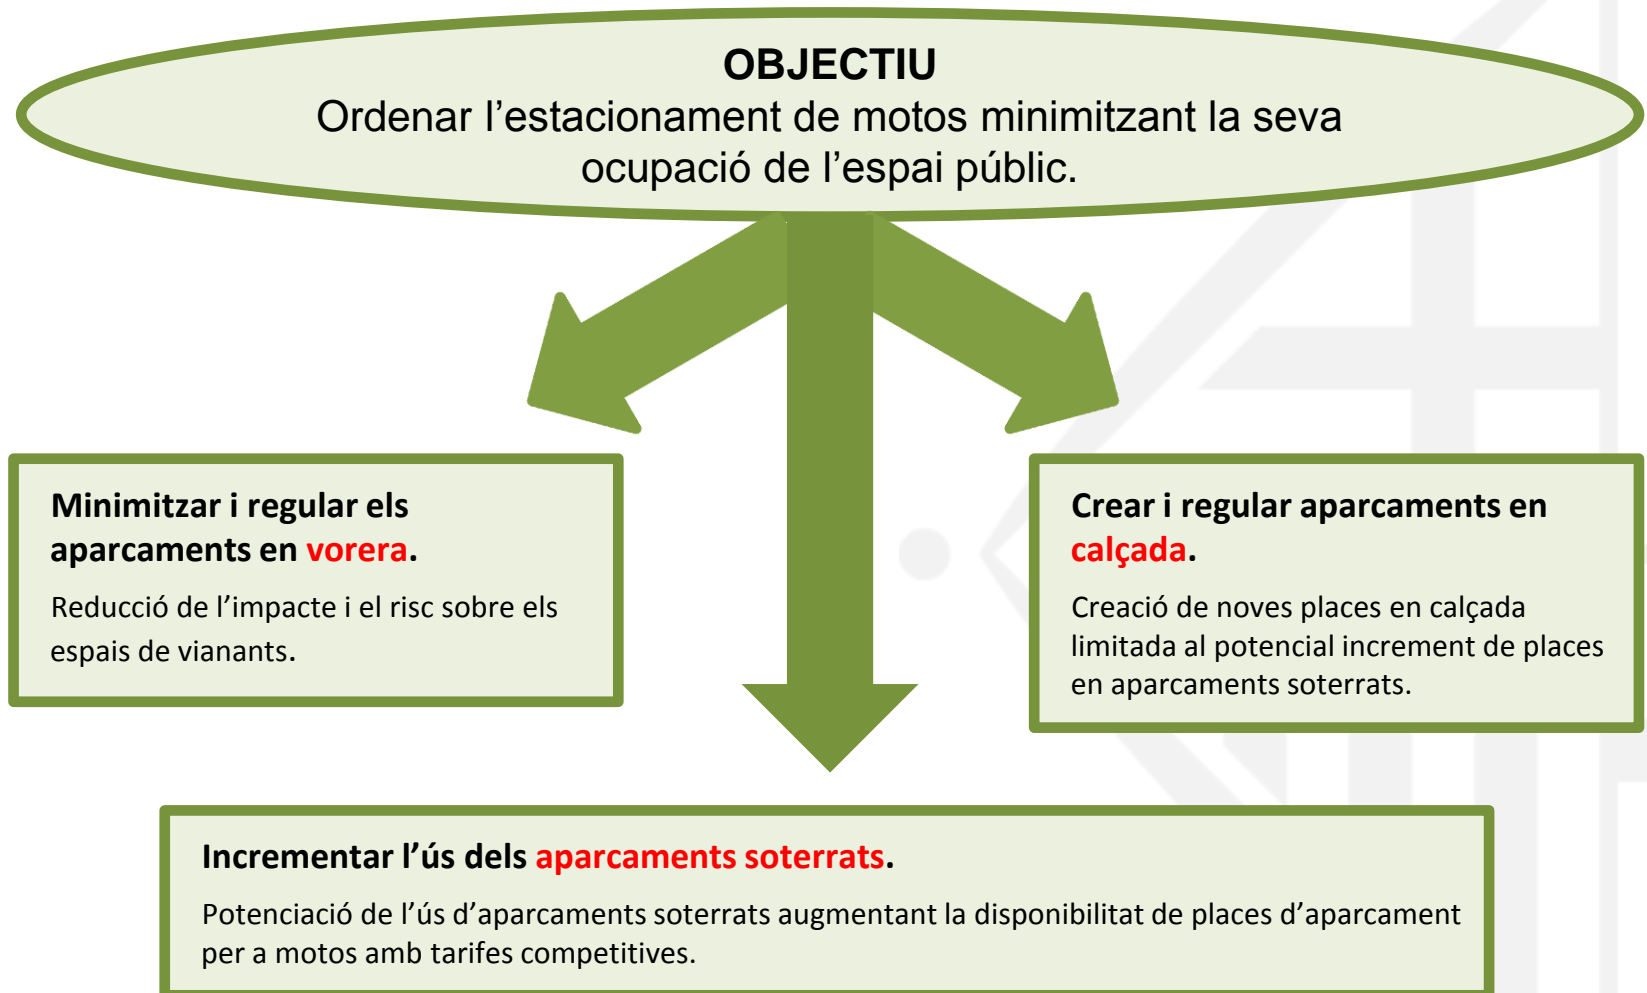 OBJECTIU
Ordenar l’estacionament de motos minimitzant la seva
ocupació de l’espai públic.
Minimitzar i regular els
aparcaments en vorera.
Reducció de l’impacte i el risc sobre els
espais de vianants.
Crear i regular aparcaments en
calçada.
Creació de noves places en calçada
limitada al potencial increment de places
en aparcaments soterrats.
Incrementar l’ús dels aparcaments soterrats.
Potenciació de l’ús d’aparcaments soterrats augmentant la disponibilitat de places d’aparcament
per a motos amb tarifes competitives.